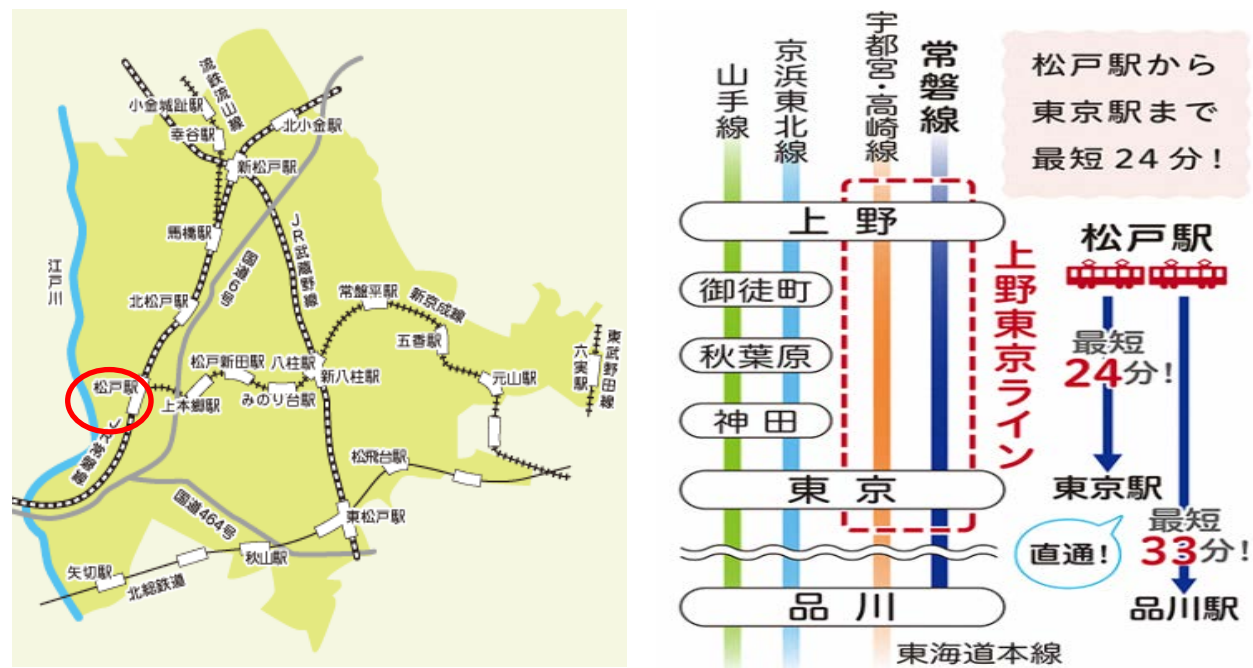 流鉄流山線
小金城趾駅
幸谷駅
北小金駅
新松戸駅
馬橋駅
江戸川
国道6号
JR武蔵野線
北松戸駅
常盤平駅
新京成線
五香駅
東武野田線
六実駅
松戸新田駅
八柱駅
新八柱駅
元山駅
松戸駅
上本郷駅
みのり台駅
JR常磐線
松飛台駅
国道464号
東松戸駅
秋山駅
矢切駅
北総鉄道
山手線
京浜東北線
宇都宮・高崎線
常磐線
松戸駅から
東京駅まで
最短24分!
上野
御徒町
秋葉原
神田
東京
品川
上野東京ライン
東海道本線
松戸駅
最短
24分!
東京駅
直通!
最短
33分!
品川駅